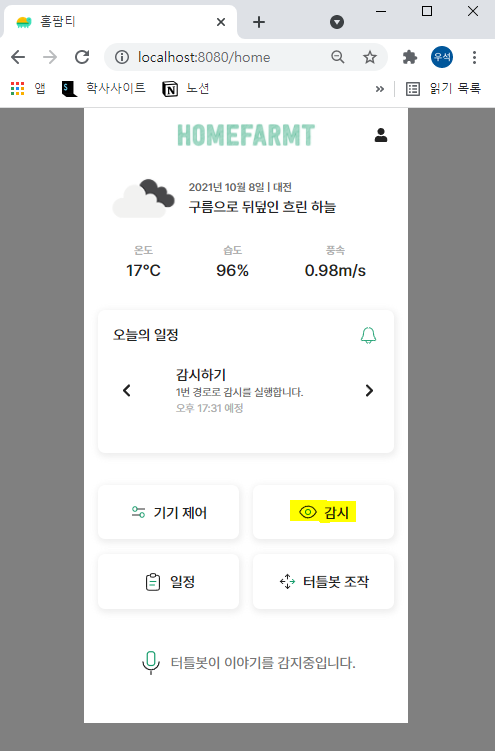 홈팜티
localhost:8080/home
우석
앱
학사사이트
노션
»
읽기 목록
HOMEFARMT
2021년 10월 8일 | 대전
구름으로 뒤덮인 흐린 하늘
온도 습도 풍속
17°C 96% 0.98m/s
오늘의 일정
감시하기
1번 경로로 감시를 실행합니다.
오후 17:31 예정
기기 제어
감시
일정
터틀봇 조작
터틀봇이 이야기를 감지중입니다.